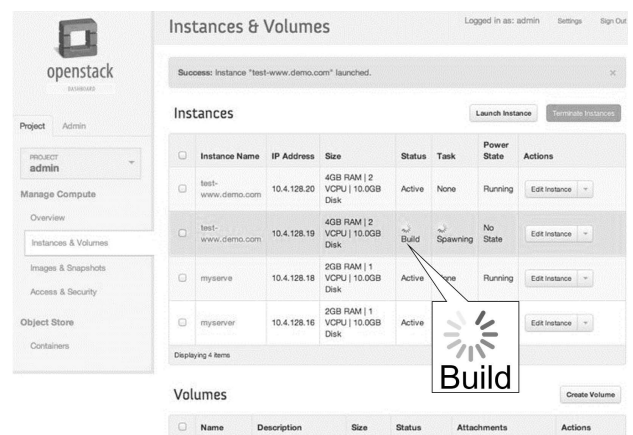 openstack
DASHBOARD
Project Admin
PROJECT
admin
Manage Compute
Overview
Instances & Volumes
Images & Snapshots
Access & Security
Object Store
Containers
Instances & Volumes
Logged in as: admin Settings Sign Out
Success: Instance "test-www.demo.com" launched. ×
Instances
Launch Instance Terminate Instances
Instance Name IP Address Size Status Task Power State Actions
test-www.demo.com 10.4.128.20 4GB RAM | 2 VCPU | 10.0GB Disk Active None Running Edit Instance
test-www.demo.com 10.4.128.19 4GB RAM | 2 VCPU | 10.0GB Disk Build Spawning No State Edit Instance
myserve 10.4.128.18 2GB RAM | 1 VCPU | 10.0GB Disk Active one Running Edit Instance
myserver 10.4.128.16 2GB RAM | 1 VCPU | 10.0GB Disk Active Edit Instance
Build
Displaying 4 items
Volumes
Create Volume
Name Description Size Status Attachments Actions